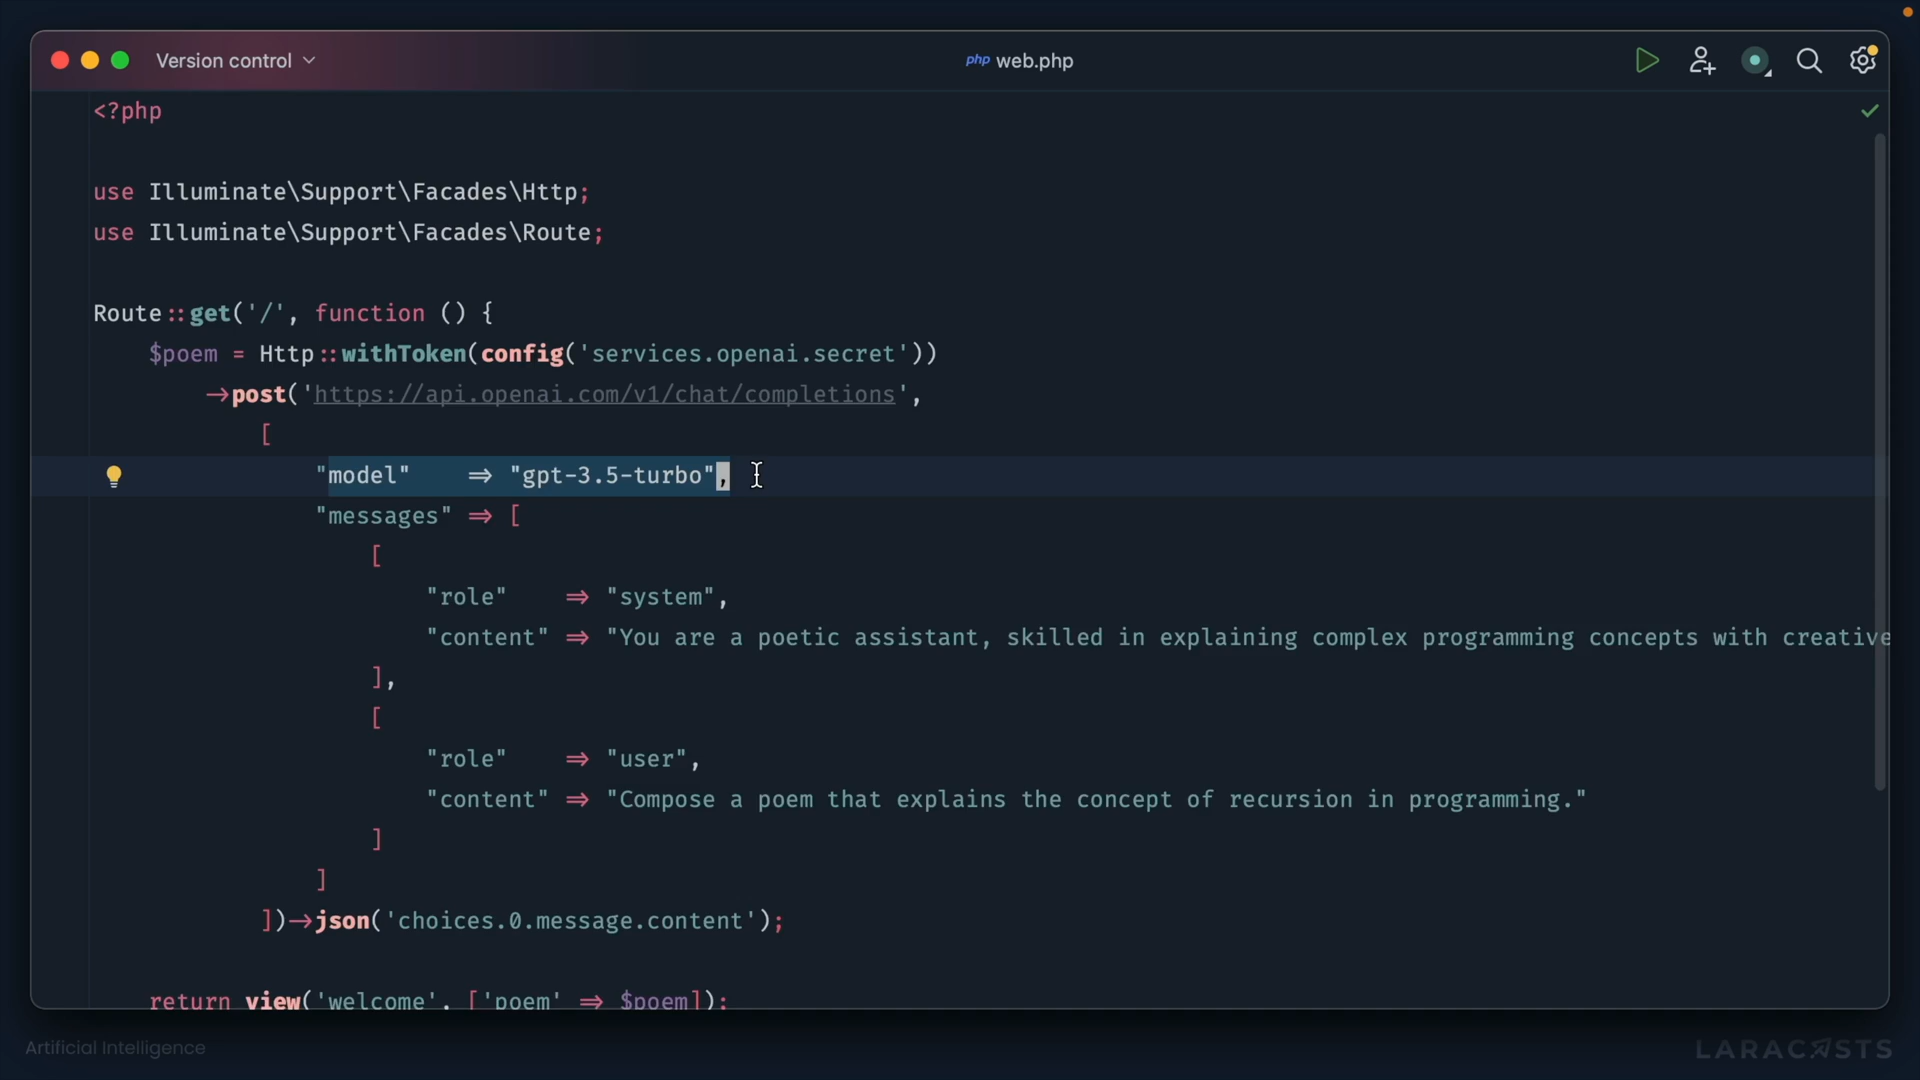 Version control
php web.php
<?php
use Illuminate\Support\Facades\Http;
use Illuminate\Support\Facades\Route;
Route::get('/', function () {
    $poem = Http::withToken(config('services.openai.secret'))
        ->post('https://api.openai.com/v1/chat/completions',
            [
                "model"    => "gpt-3.5-turbo",
                "messages" => [
                    [
                        "role"    => "system",
                        "content" => "You are a poetic assistant, skilled in explaining complex programming concepts with creative
                    ],
                    [
                        "role"    => "user",
                        "content" => "Compose a poem that explains the concept of recursion in programming."
                    ]
                ]
            ])->json('choices.0.message.content');
    return view('welcome', ['poem' => $poem]);
Artificial Intelligence
LARACASTS